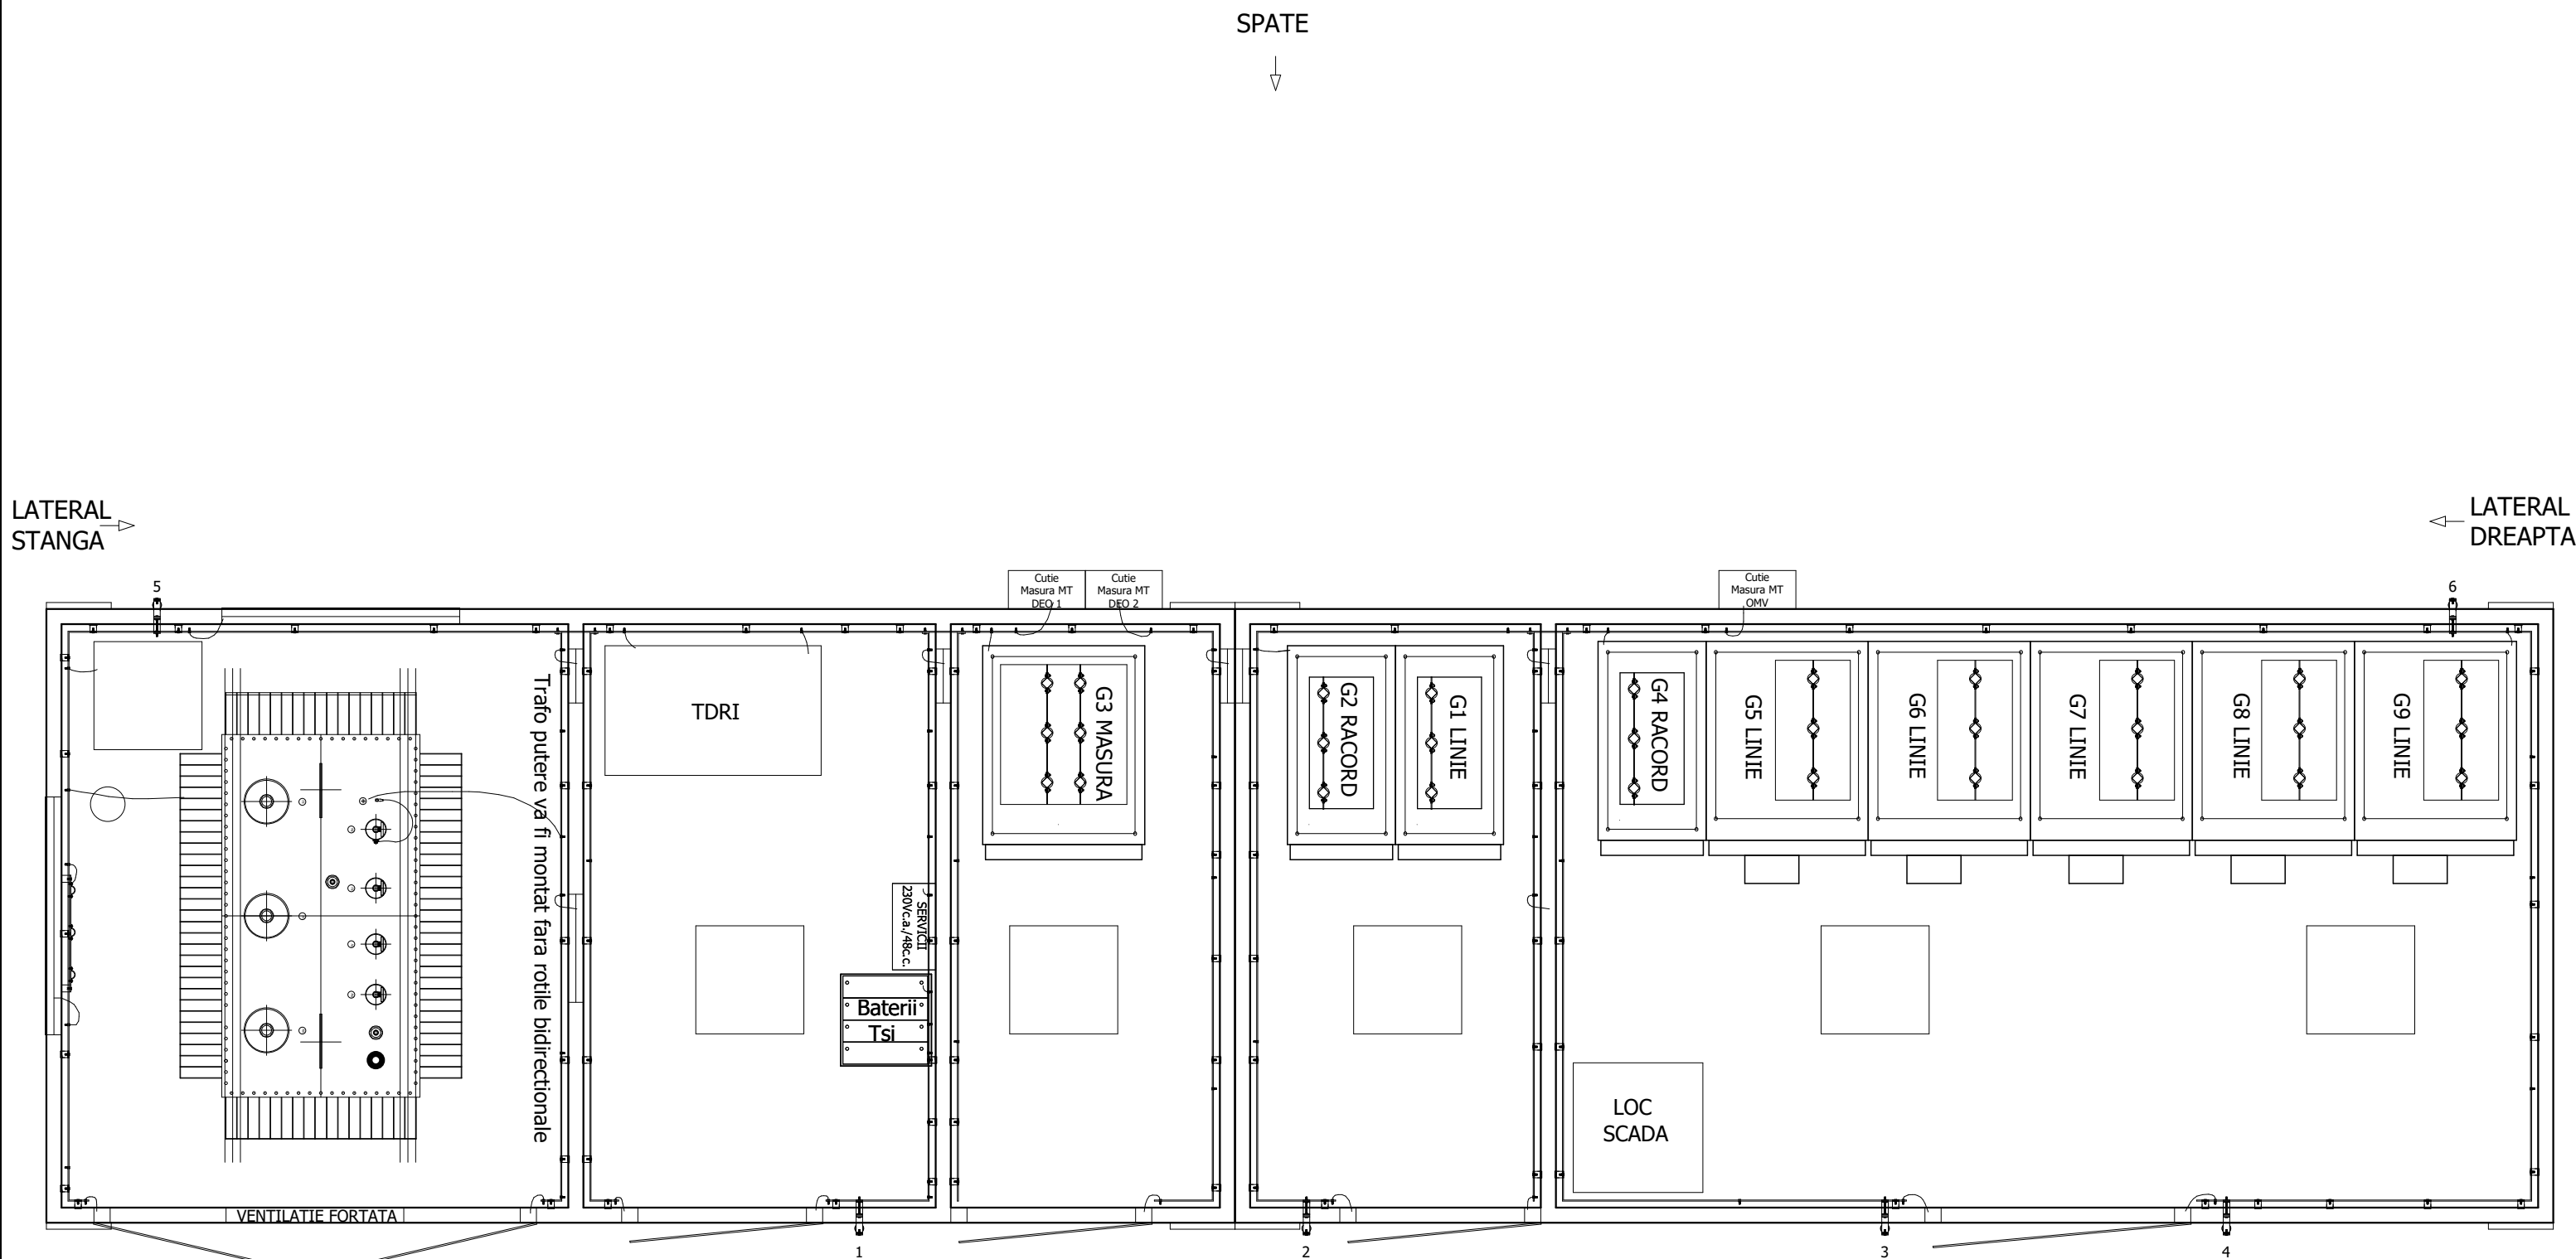 SPATE
LATERAL
STANGA
LATERAL
DREAPTA
5
Cutie
Masura MT
DEO 1
Cutie
Masura MT
DEO 2
Cutie
Masura MT
OMV
6
Trafo putere va fi montat fara rotile bidirectionale
TDRI
G3 MASURA
G2 RACORD
G1 LINIE
G4 RACORD
G5 LINIE
G6 LINIE
G7 LINIE
G8 LINIE
G9 LINIE
SERVICII
230Vc.a./48c.c.
Baterii
Tsi
LOC
SCADA
VENTILATIE FORTATA
1
2
3
4